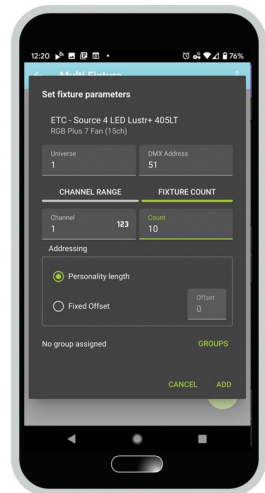 12:20
76%
Multi Fixture
Set fixture parameters
ETC - Source 4 LED Lustr+ 405LT
RGB Plus 7 Fan (15ch)
Universe
1
DMX Address
51
CHANNEL RANGE
FIXTURE COUNT
Channel
1
123
Count
10
Addressing
Personality length
Fixed Offset
Offset
0
No group assigned
GROUPS
CANCEL
ADD